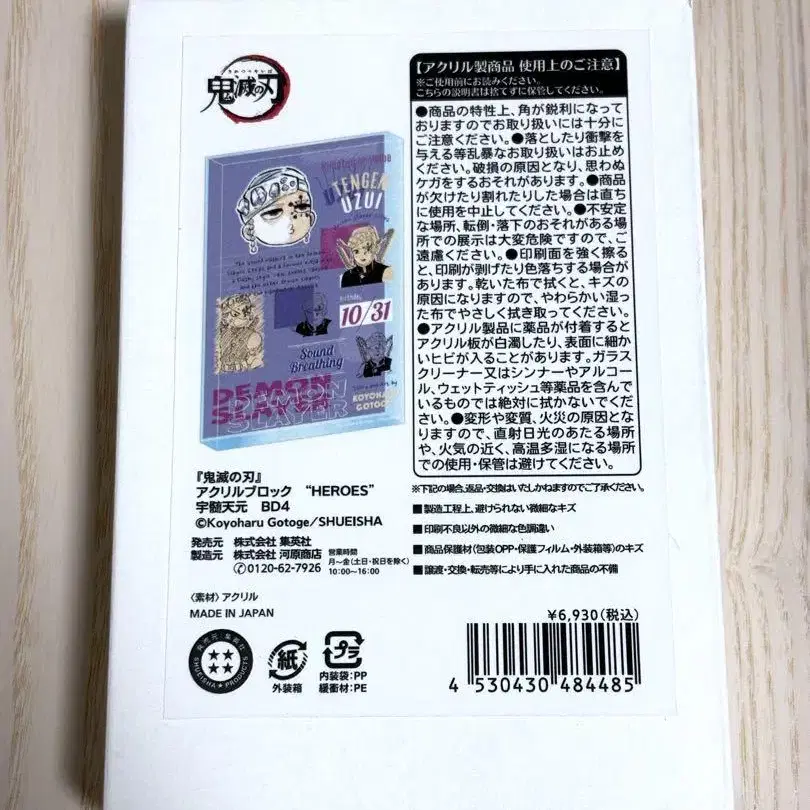 きめつのやいば
鬼滅の刃
TENGEN
UZUI
birthday
10/31
Sound
Breathing
DEMON
SLAYER
KOYOHARU
GOTOGE
『鬼滅の刃』
アクリルブロック “HEROES”
宇髄天元 BD4
©Koyoharu Gotoge/SHUEISHA
発売元 株式会社 集英社
製造元 株式会社 河原商店
0120-62-7926
営業時間
月～金(土日・祝日を除く)
10:00～16:00
〈素材〉アクリル
MADE IN JAPAN
発売元・集英社
SHUEISHA★PRODUCTS
紙
外装箱
プラ
内装袋:PP
緩衝材:PE
【アクリル製商品 使用上のご注意】
※ご使用前にお読みください。
こちらの説明書は捨てずに保管してください。
●商品の特性上、角が鋭利になって
おりますのでお取り扱いには十分に
ご注意ください。●落としたり衝撃を
与える等乱暴なお取り扱いはお止め
ください。破損の原因となり、思わぬ
ケガをするおそれがあります。●商品
が欠けたり割れたりした場合は直ち
に使用を中止してください。●不安定
な場所、転倒・落下のおそれがある場
所での展示は大変危険ですので、ご
遠慮ください。●印刷面を強く擦る
と、印刷が剥げたり色落ちする場合が
あります。乾いた布で拭くと、キズの
原因になりますので、やわらかい湿っ
た布でやさしく拭き取ってください。
●アクリル製品に薬品が付着すると
アクリル板が白濁したり、表面に細か
いヒビが入ることがあります。ガラス
クリーナー又はシンナーやアルコー
ル、ウェットティッシュ等薬品を含んで
いるものでは絶対に拭かないでくだ
さい。●変形や変質、火災の原因とな
りますので、直射日光のあたる場所
や、火気の近く、高温多湿になる場所
での使用・保管は避けてください。
※下記の場合、返品・交換はいたしかねますのでご了承ください。
■製造工程上、避けられない微細なキズ
■印刷不良以外の微細な色調違い
■商品保護材(包装OPP・保護フィルム・外装箱等)のキズ
■譲渡・交換・転売等により手に入れた商品の不備
¥6,930(税込)
4 530430 484485